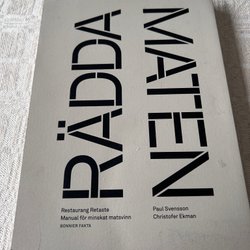 RÄDDA
MATEN
Restaurang Retaste
Manual för minskat matsvinn
BONNIER FAKTA
Paul Svensson
Christofer Ekman